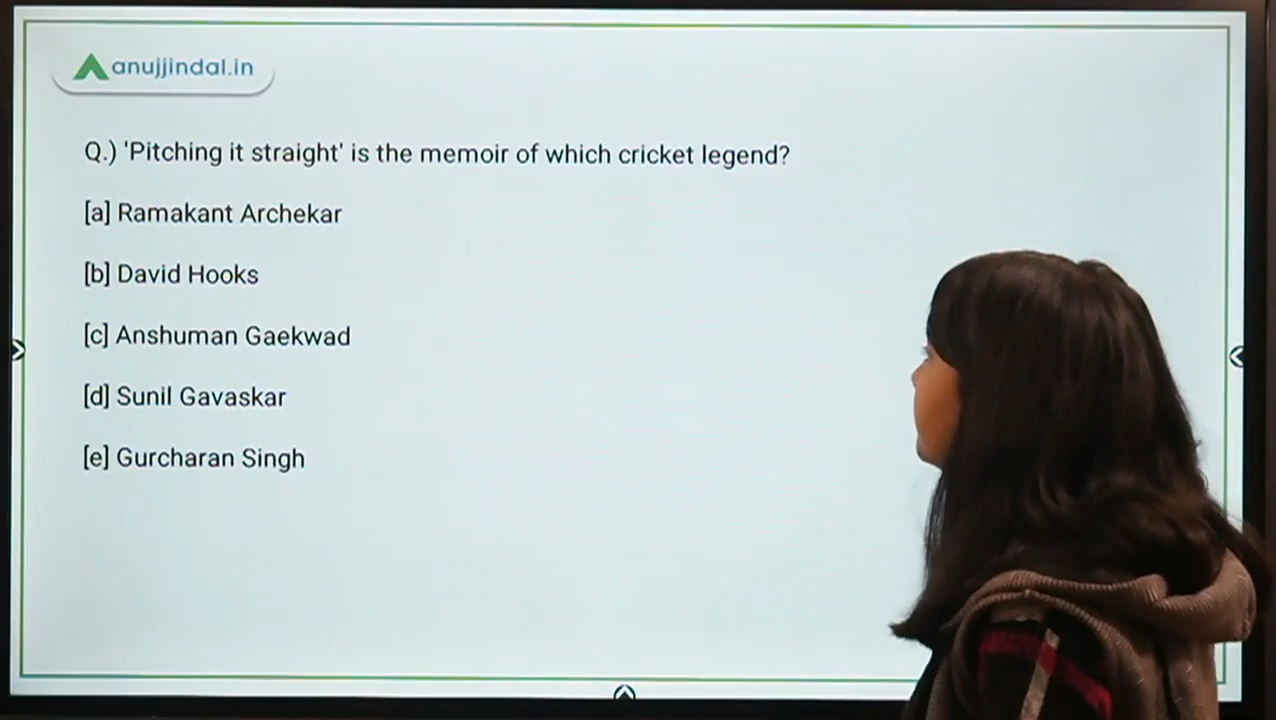 anujjindal.in
Q.) 'Pitching it straight' is the memoir of which cricket legend?
[a] Ramakant Archekar
[b] David Hooks
[c] Anshuman Gaekwad
[d] Sunil Gavaskar
[e] Gurcharan Singh